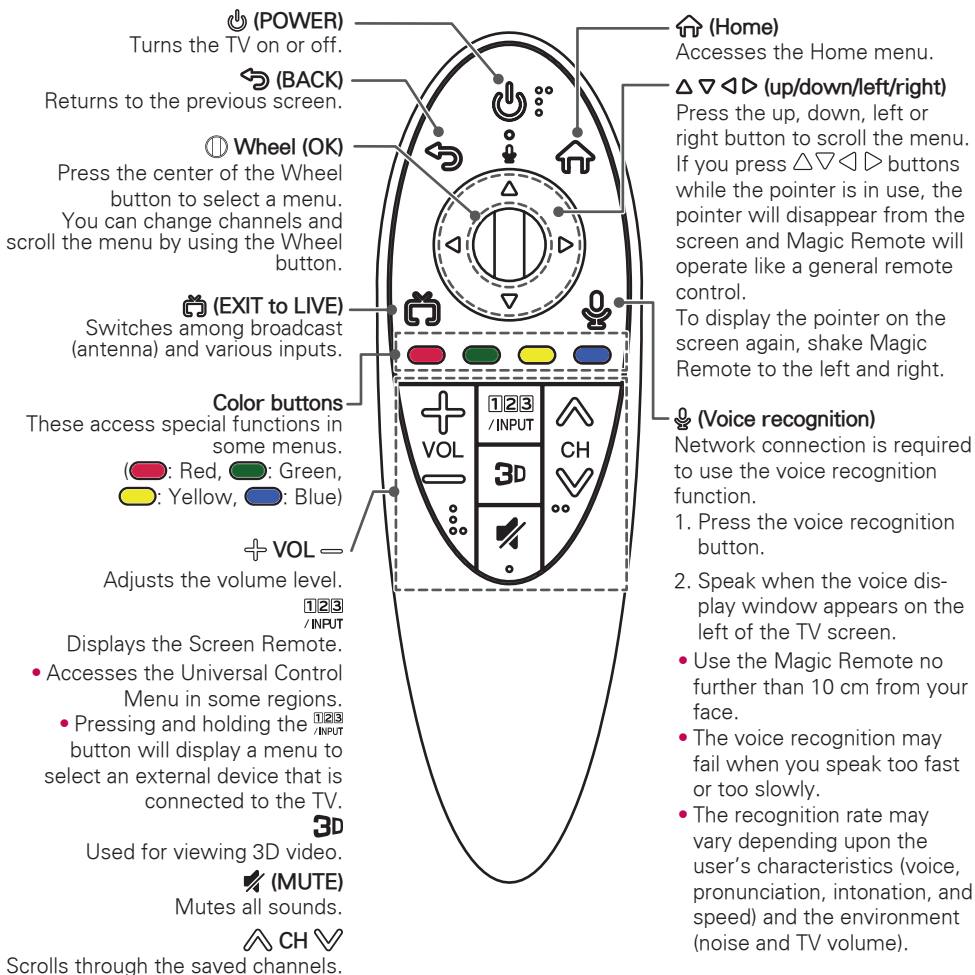 (POWER)
Turns the TV on or off.
(BACK)
Returns to the previous screen.
Wheel (OK)
Press the center of the Wheel
button to select a menu.
You can change channels and
scroll the menu by using the Wheel
button.
(EXIT to LIVE)
Switches among broadcast
(antenna) and various inputs.
Color buttons
These access special functions in
some menus.
( : Red, : Green,
: Yellow, : Blue)
VOL
Adjusts the volume level.
123
/ INPUT
Displays the Screen Remote.
• Accesses the Universal Control
Menu in some regions.
• Pressing and holding the 123 /INPUT
button will display a menu to
select an external device that is
connected to the TV.
3D
Used for viewing 3D video.
(MUTE)
Mutes all sounds.
CH
Scrolls through the saved channels.
VOL
123
/ INPUT
3D
CH
(Home)
Accesses the Home menu.
△ ▽ ◁ ▷ (up/down/left/right)
Press the up, down, left or
right button to scroll the menu.
If you press △▽◁ ▷ buttons
while the pointer is in use, the
pointer will disappear from the
screen and Magic Remote will
operate like a general remote
control.
To display the pointer on the
screen again, shake Magic
Remote to the left and right.
(Voice recognition)
Network connection is required
to use the voice recognition
function.
1. Press the voice recognition
button.
2. Speak when the voice dis-
play window appears on the
left of the TV screen.
• Use the Magic Remote no
further than 10 cm from your
face.
• The voice recognition may
fail when you speak too fast
or too slowly.
• The recognition rate may
vary depending upon the
user's characteristics (voice,
pronunciation, intonation, and
speed) and the environment
(noise and TV volume).